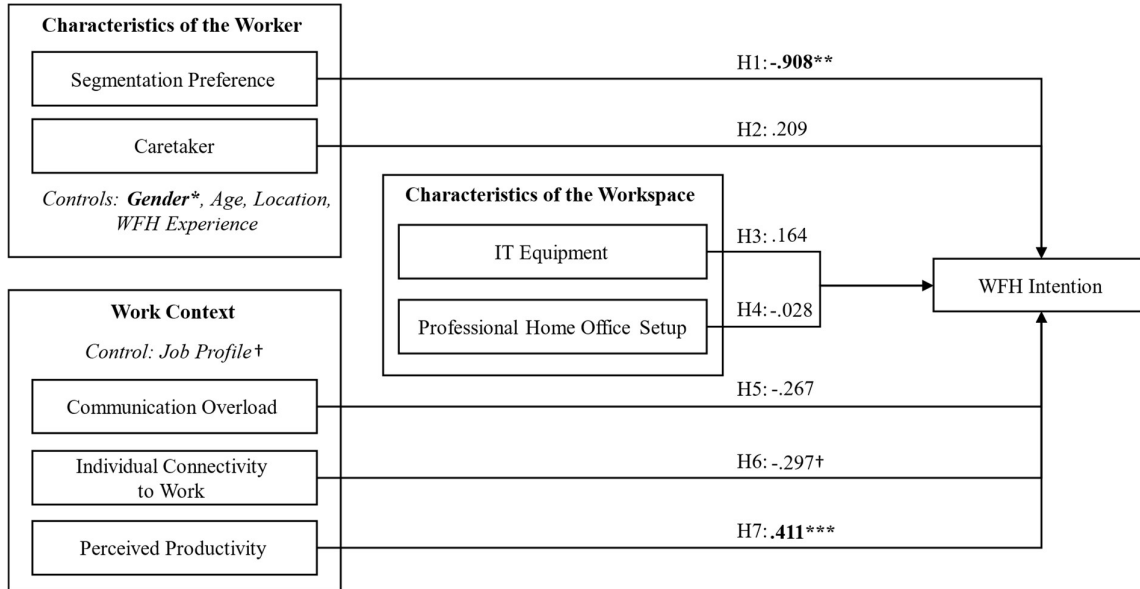 Characteristics of the Worker
Segmentation Preference
Caretaker
Controls: Gender*, Age, Location,
WFH Experience
H1: -.908**
H2: .209
Characteristics of the Workspace
IT Equipment
Professional Home Office Setup
H3: .164
H4: -.028
WFH Intention
Work Context
Control: Job Profile†
Communication Overload
Individual Connectivity
to Work
Perceived Productivity
H5: -.267
H6: -.297†
H7: .411***